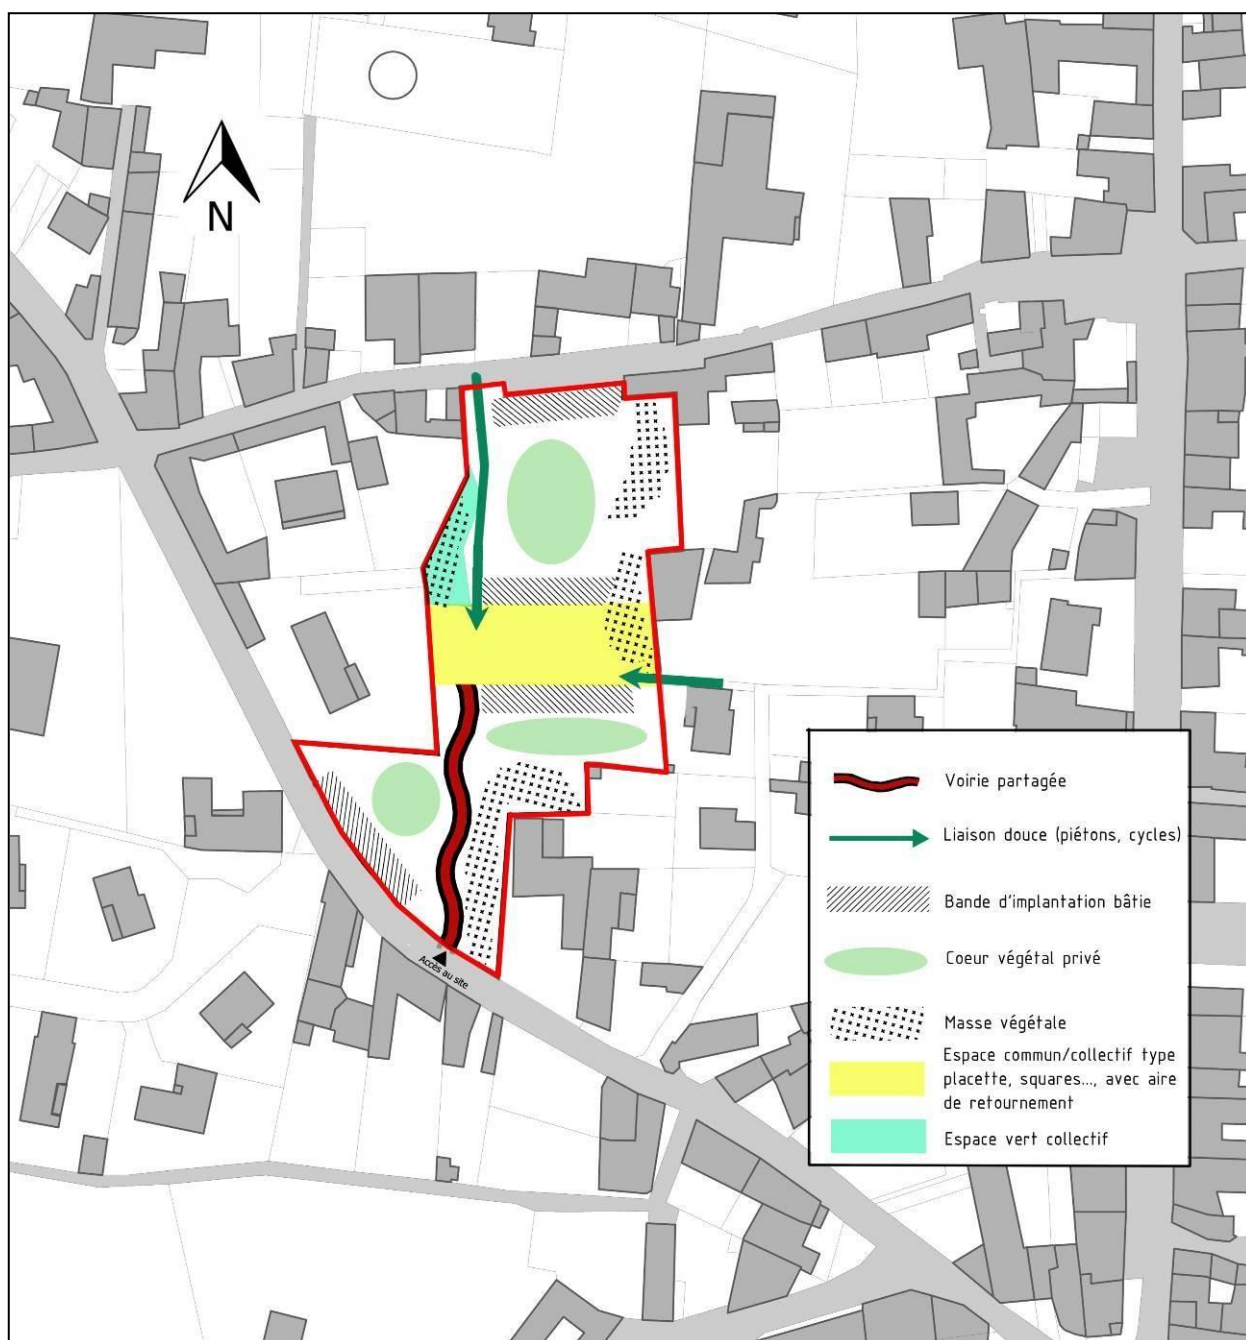 N
Accès au site
Voirie partagée
Liaison douce (piétons, cycles)
Bande d'implantation bâtie
Coeur végétal privé
Masse végétale
Espace commun/collectif type
placette, squares..., avec aire
de retournement
Espace vert collectif